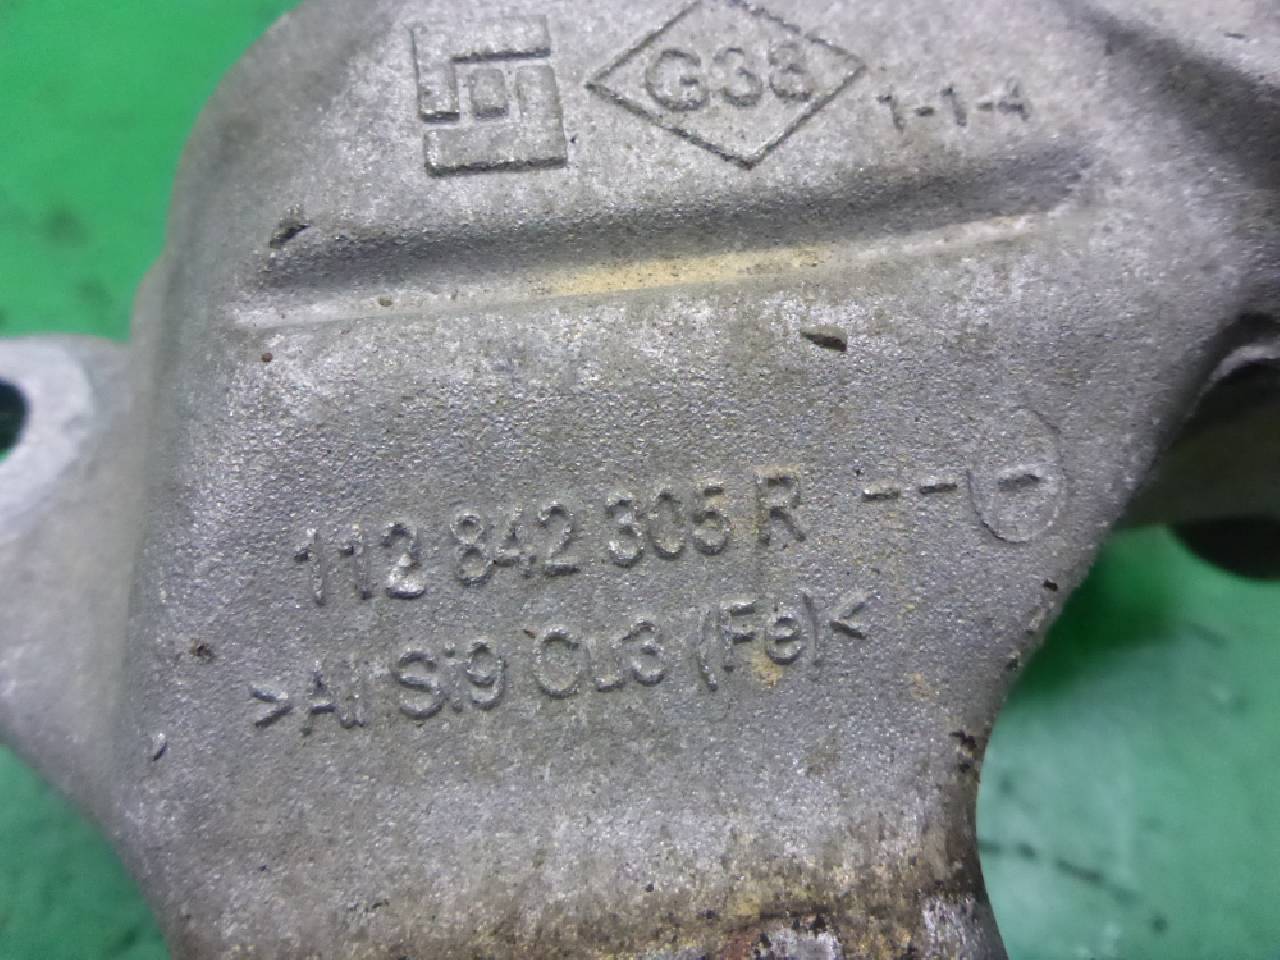 G38 1-1-4
112 842 305 R - - -
>Al Si9 Cu3 (Fe)<